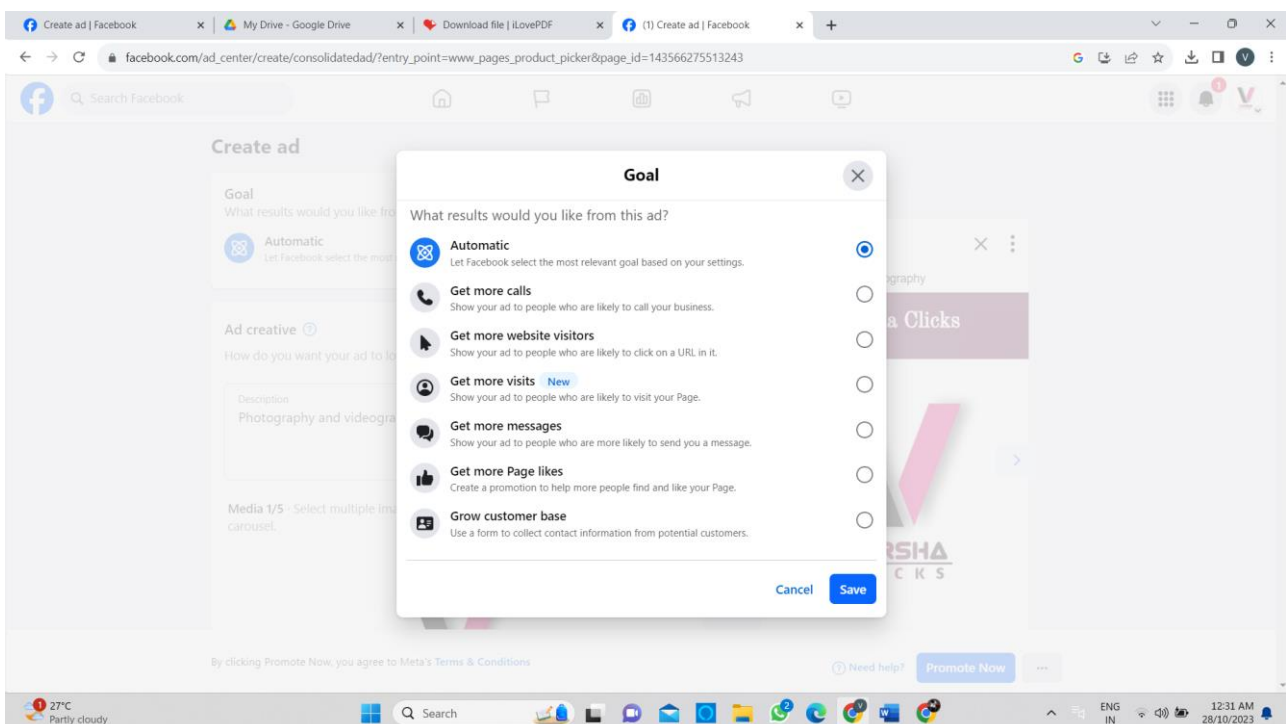 Create ad | Facebook
My Drive - Google Drive
Download file | iLovePDF
(1) Create ad | Facebook
facebook.com/ad_center/create/consolidatedad/?entry_point=www_pages_product_picker&page_id=143566275513243
Search Facebook
1
Create ad
Goal
What results would you like fro
Automatic
Let Facebook select the most
Ad creative
How do you want your ad to lo
Description
Photography and videogra
Media 1/5 · Select multiple ima
carousel.
Goal
What results would you like from this ad?
Automatic
Let Facebook select the most relevant goal based on your settings.
Get more calls
Show your ad to people who are likely to call your business.
Get more website visitors
Show your ad to people who are likely to click on a URL in it.
Get more visits New
Show your ad to people who are likely to visit your Page.
Get more messages
Show your ad to people who are more likely to send you a message.
Get more Page likes
Create a promotion to help more people find and like your Page.
Grow customer base
Use a form to collect contact information from potential customers.
Cancel Save
ography
a Clicks
RSHA
C K S
By clicking Promote Now, you agree to Meta's Terms & Conditions
Need help? Promote Now
1 27°C
Partly cloudy
Search
2
ENG
IN
12:31 AM
28/10/2023